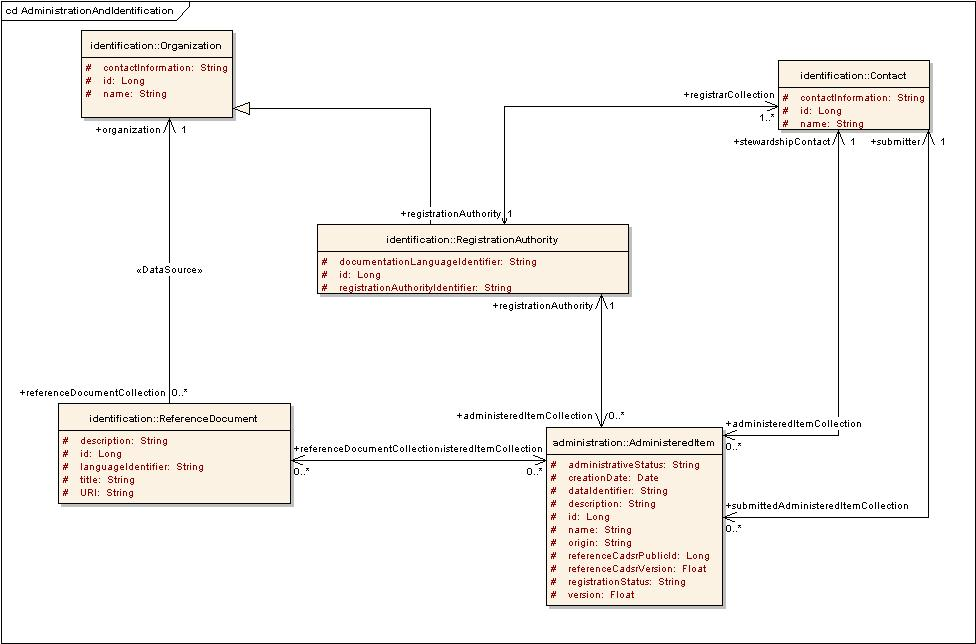 cd AdministrationAndIdentification
identification::Organization
# contactInformation: String
# id: Long
# name: String
+organization 1
identification::Contact
# contactInformation: String
# id: Long
# name: String
+registrarCollection
1..*
+stewardshipContact 1
+submitter 1
+registrationAuthority 1
identification::RegistrationAuthority
# documentationLanguageIdentifier: String
# id: Long
# registrationAuthorityIdentifier: String
+registrationAuthority 1
«DataSource»
+referenceDocumentCollection 0..*
identification::ReferenceDocument
# description: String
# id: Long
# languageIdentifier: String
# title: String
# URI: String
+referenceDocumentCollectionisteredItemCollection
0..* 0..*
+administeredItemCollection 0..*
administration::AdministeredItem
# administrativeStatus: String
# creationDate: Date
# dataIdentifier: String
# description: String
# id: Long
# name: String
# origin: String
# referenceCadsrPublicId: Long
# referenceCadsrVersion: Float
# registrationStatus: String
# version: Float
+administeredItemCollection
0..*
+submittedAdministeredItemCollection
0..*